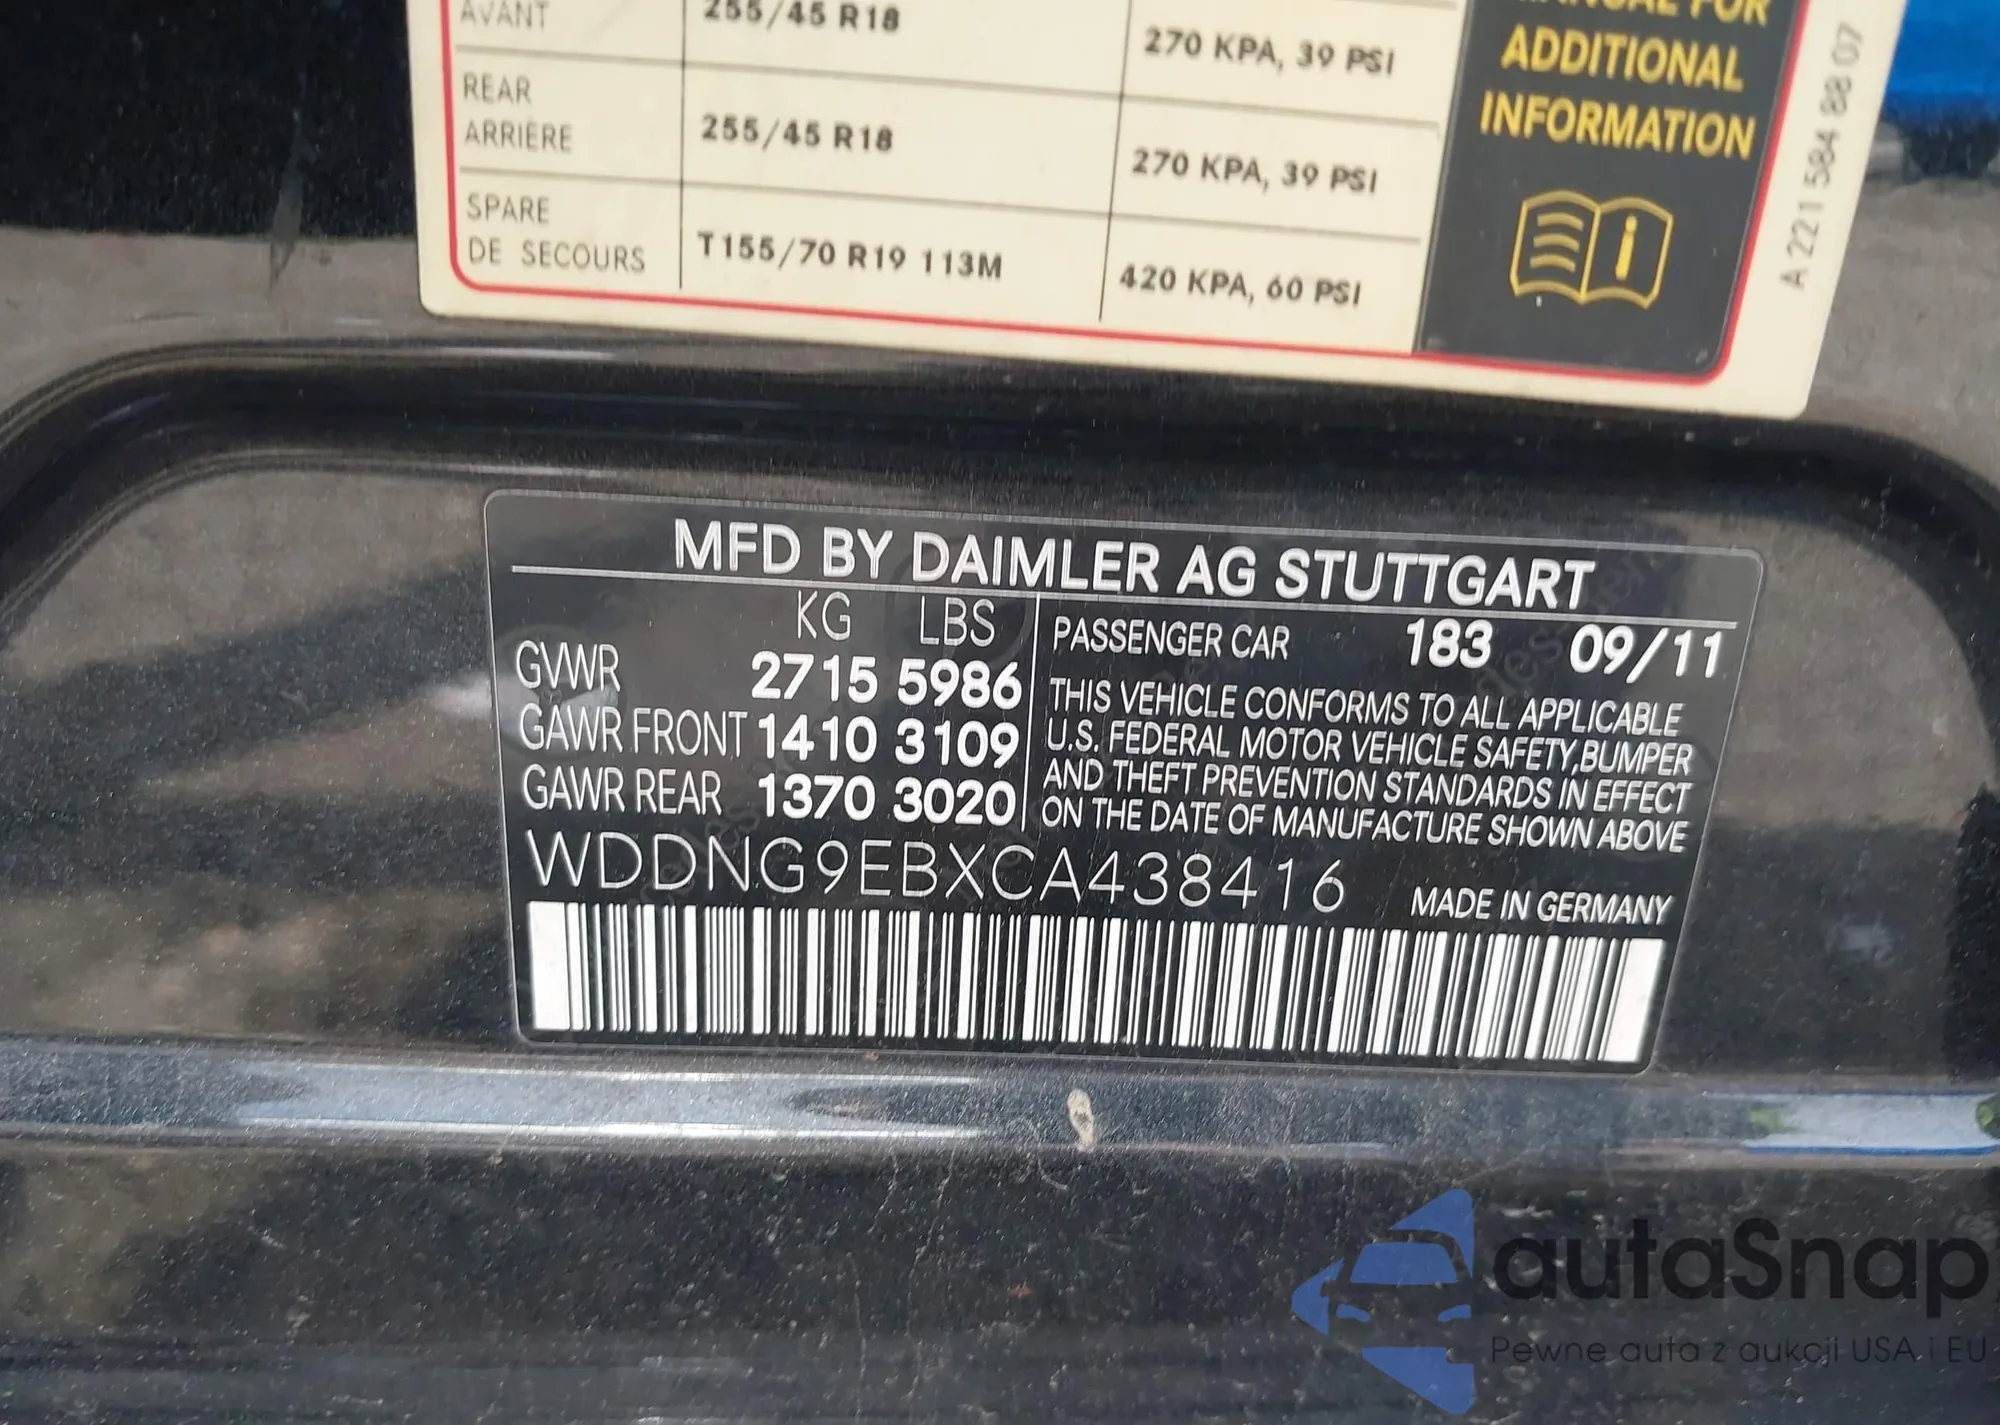 AVANT 255/45 R18 270 KPA, 39 PSI
REAR
ARRIÈRE 255/45 R18 270 KPA, 39 PSI
SPARE
DE SECOURS T155/70 R19 113M 420 KPA, 60 PSI
MANUAL FOR
ADDITIONAL
INFORMATION
A 221 584 88 07
MFD BY DAIMLER AG STUTTGART
KG LBS
GVWR 2715 5986
GAWR FRONT 1410 3109
GAWR REAR 1370 3020
PASSENGER CAR 183 09/11
THIS VEHICLE CONFORMS TO ALL APPLICABLE
U.S. FEDERAL MOTOR VEHICLE SAFETY, BUMPER
AND THEFT PREVENTION STANDARDS IN EFFECT
ON THE DATE OF MANUFACTURE SHOWN ABOVE
WDDNG9EBXCA438416
MADE IN GERMANY
autaSnap
Pewne auta z aukcji USA i EU